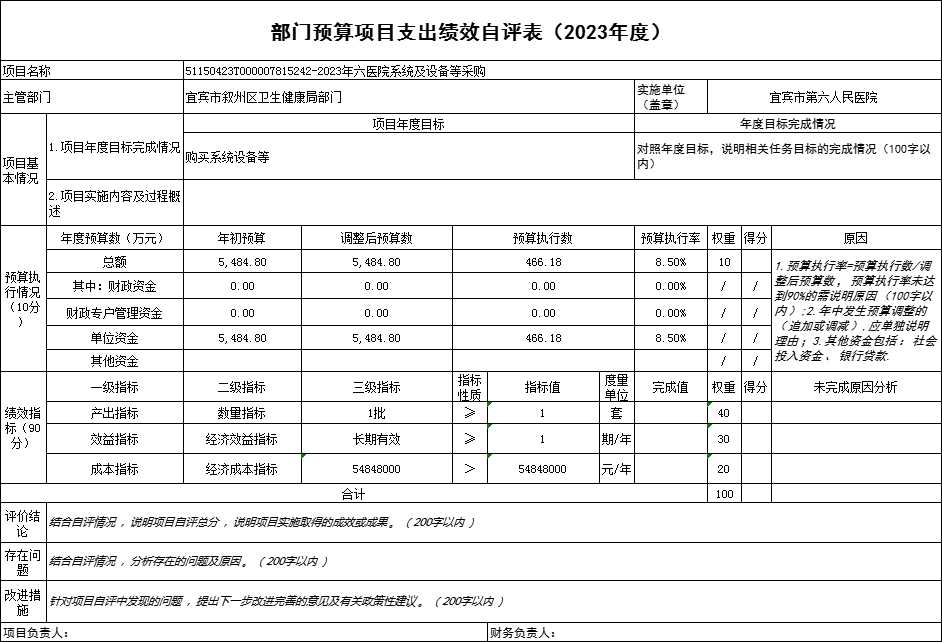 部门预算项目支出绩效自评表（2023年度）
项目名称 51150423T000007815242-2023年六医院系统及设备等采购
主管部门 宜宾市叙州区卫生健康局部门 实施单位（盖章） 宜宾市第六人民医院
项目基本情况 1.项目年度目标完成情况 项目年度目标 年度目标完成情况
购买系统设备等 对照年度目标，说明相关任务目标的完成情况（100字以内）
2.项目实施内容及过程概述
预算执行情况（10分） 年度预算数（万元） 年初预算 调整后预算数 预算执行数 预算执行率 权重 得分 原因
总额 5,484.80 5,484.80 466.18 8.50% 10
其中：财政资金 0.00 0.00 0.00 0.00% / /
财政专户管理资金 0.00 0.00 0.00 0.00% / /
单位资金 5,484.80 5,484.80 466.18 8.50% / /
其他资金 / /
1.预算执行率=预算执行数/调整后预算数，预算执行率未达到90%的需说明原因（100字以内）;2.年中发生预算调整的（追加或调减），应单独说明理由；3.其他资金包括：社会投入资金、银行贷款.
绩效指标（90分） 一级指标 二级指标 三级指标 指标性质 指标值 度量单位 完成值 权重 得分 未完成原因分析
产出指标 数量指标 1批 ≥ 1 套 40
效益指标 经济效益指标 长期有效 ≥ 1 期/年 30
成本指标 经济成本指标 54848000 > 54848000 元/年 20
合计 100
评价结论 结合自评情况，说明项目自评总分，说明项目实施取得的成效或成果。（200字以内）
存在问题 结合自评情况，分析存在的问题及原因。（200字以内）
改进措施 针对项目自评中发现的问题，提出下一步改进完善的意见及有关政策性建议。（200字以内）
项目负责人： 财务负责人：